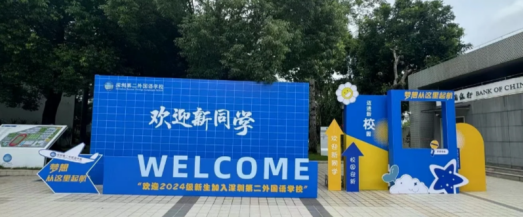 深圳第二外国语学校
欢迎新同学
WELCOME
"欢迎2024级新生加入深圳第二外国语学校"
梦想
从这里起航
校
梦想从这里起航
BANK OF CHIN